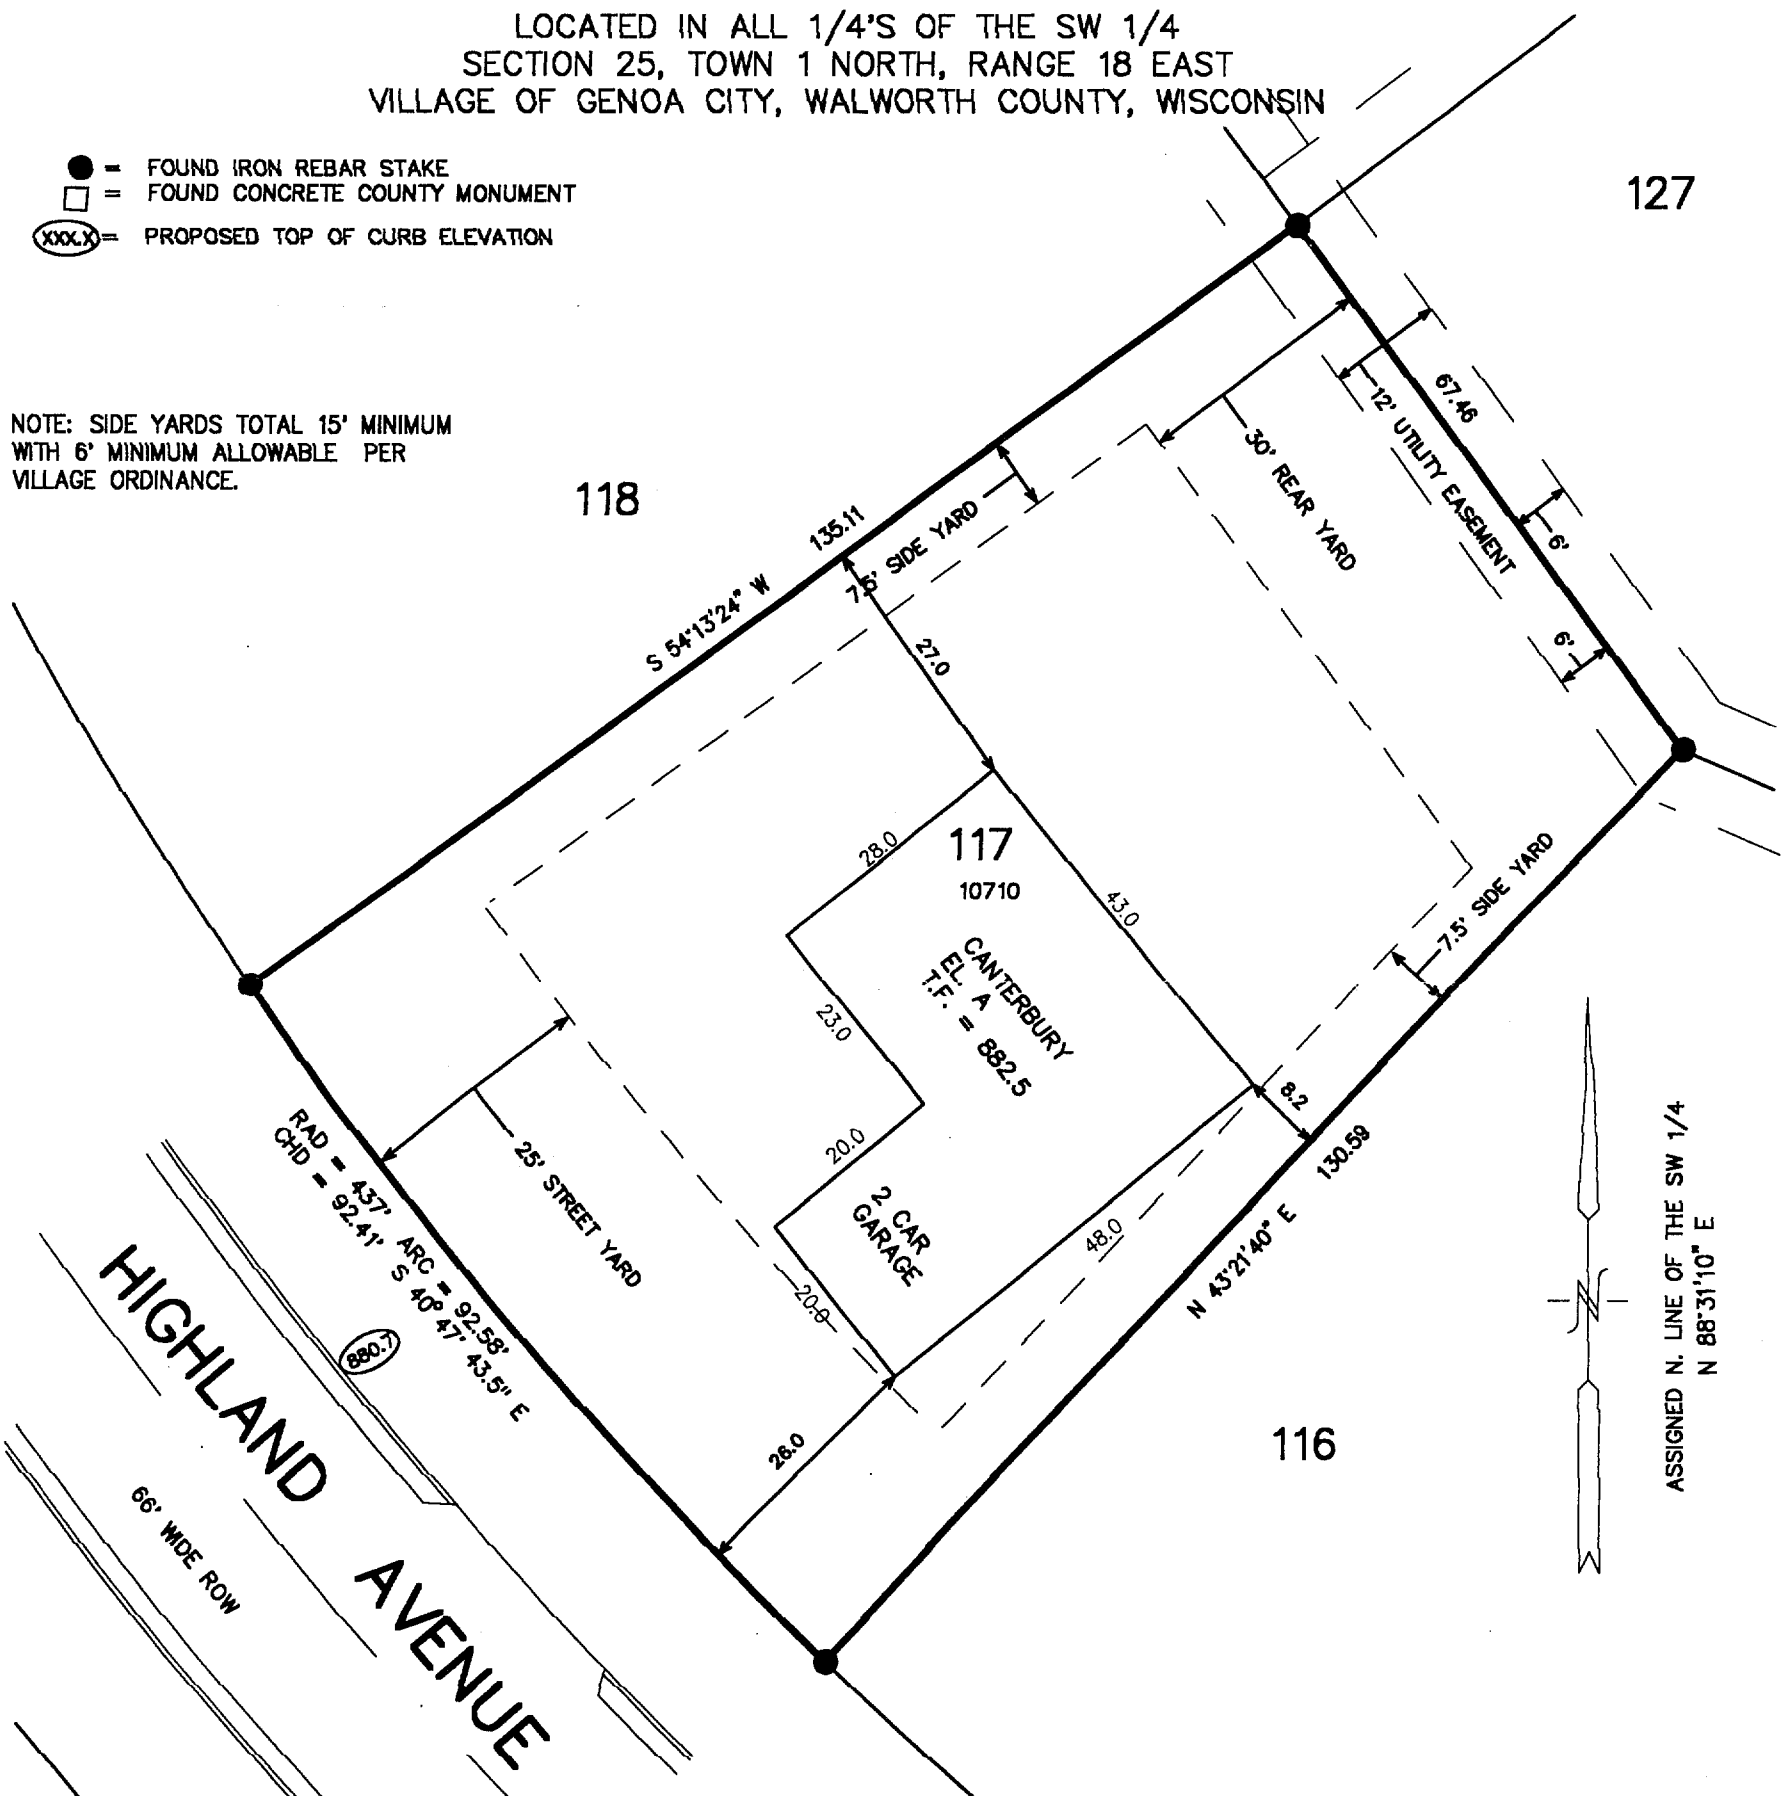 LOCATED IN ALL 1/4'S OF THE SW 1/4
SECTION 25, TOWN 1 NORTH, RANGE 18 EAST
VILLAGE OF GENOA CITY, WALWORTH COUNTY, WISCONSIN
= FOUND IRON REBAR STAKE
= FOUND CONCRETE COUNTY MONUMENT
XXX.X = PROPOSED TOP OF CURB ELEVATION
127
NOTE: SIDE YARDS TOTAL 15' MINIMUM
WITH 6' MINIMUM ALLOWABLE PER
VILLAGE ORDINANCE.
118
67.46
12' UTILITY EASEMENT
30' REAR YARD
6'
6'
135.11
S 54°13'24" W
7.5' SIDE YARD
27.0
28.0
117
10710
43.0
7.5' SIDE YARD
CANTERBURY
EL. A
T.F. = 882.5
23.0
20.0
8.2
130.59
N 43°21'40" E
2 CAR
GARAGE
48.0
20.0
25' STREET YARD
RAD = 437' ARC = 92.58'
CHD = 92.41' S 40° 47' 43.5" E
880.7
26.0
116
HIGHLAND AVENUE
66' WIDE ROW
N
ASSIGNED N. LINE OF THE SW 1/4
N 88°31'10" E